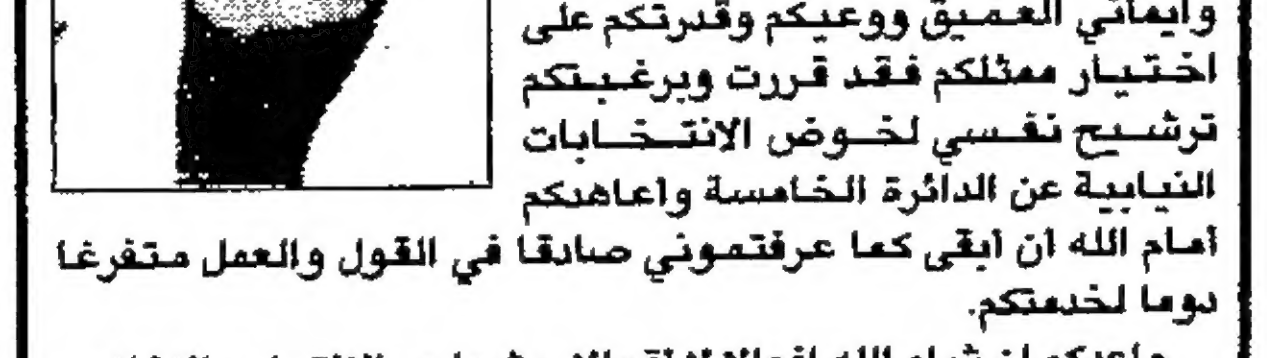 وايماني العميق ووعيكم وقدرتكم على
اختيار ممثلكم فقد قررت وبرغبتكم
ترشيح نفسي لخوض الانتخابات
النيابية عن الدائرة الخامسة واعاهدكم
أمام الله ان ابقى كما عرفتموني صادقا في القول والعمل متفرغا
دوما لخدمتكم.